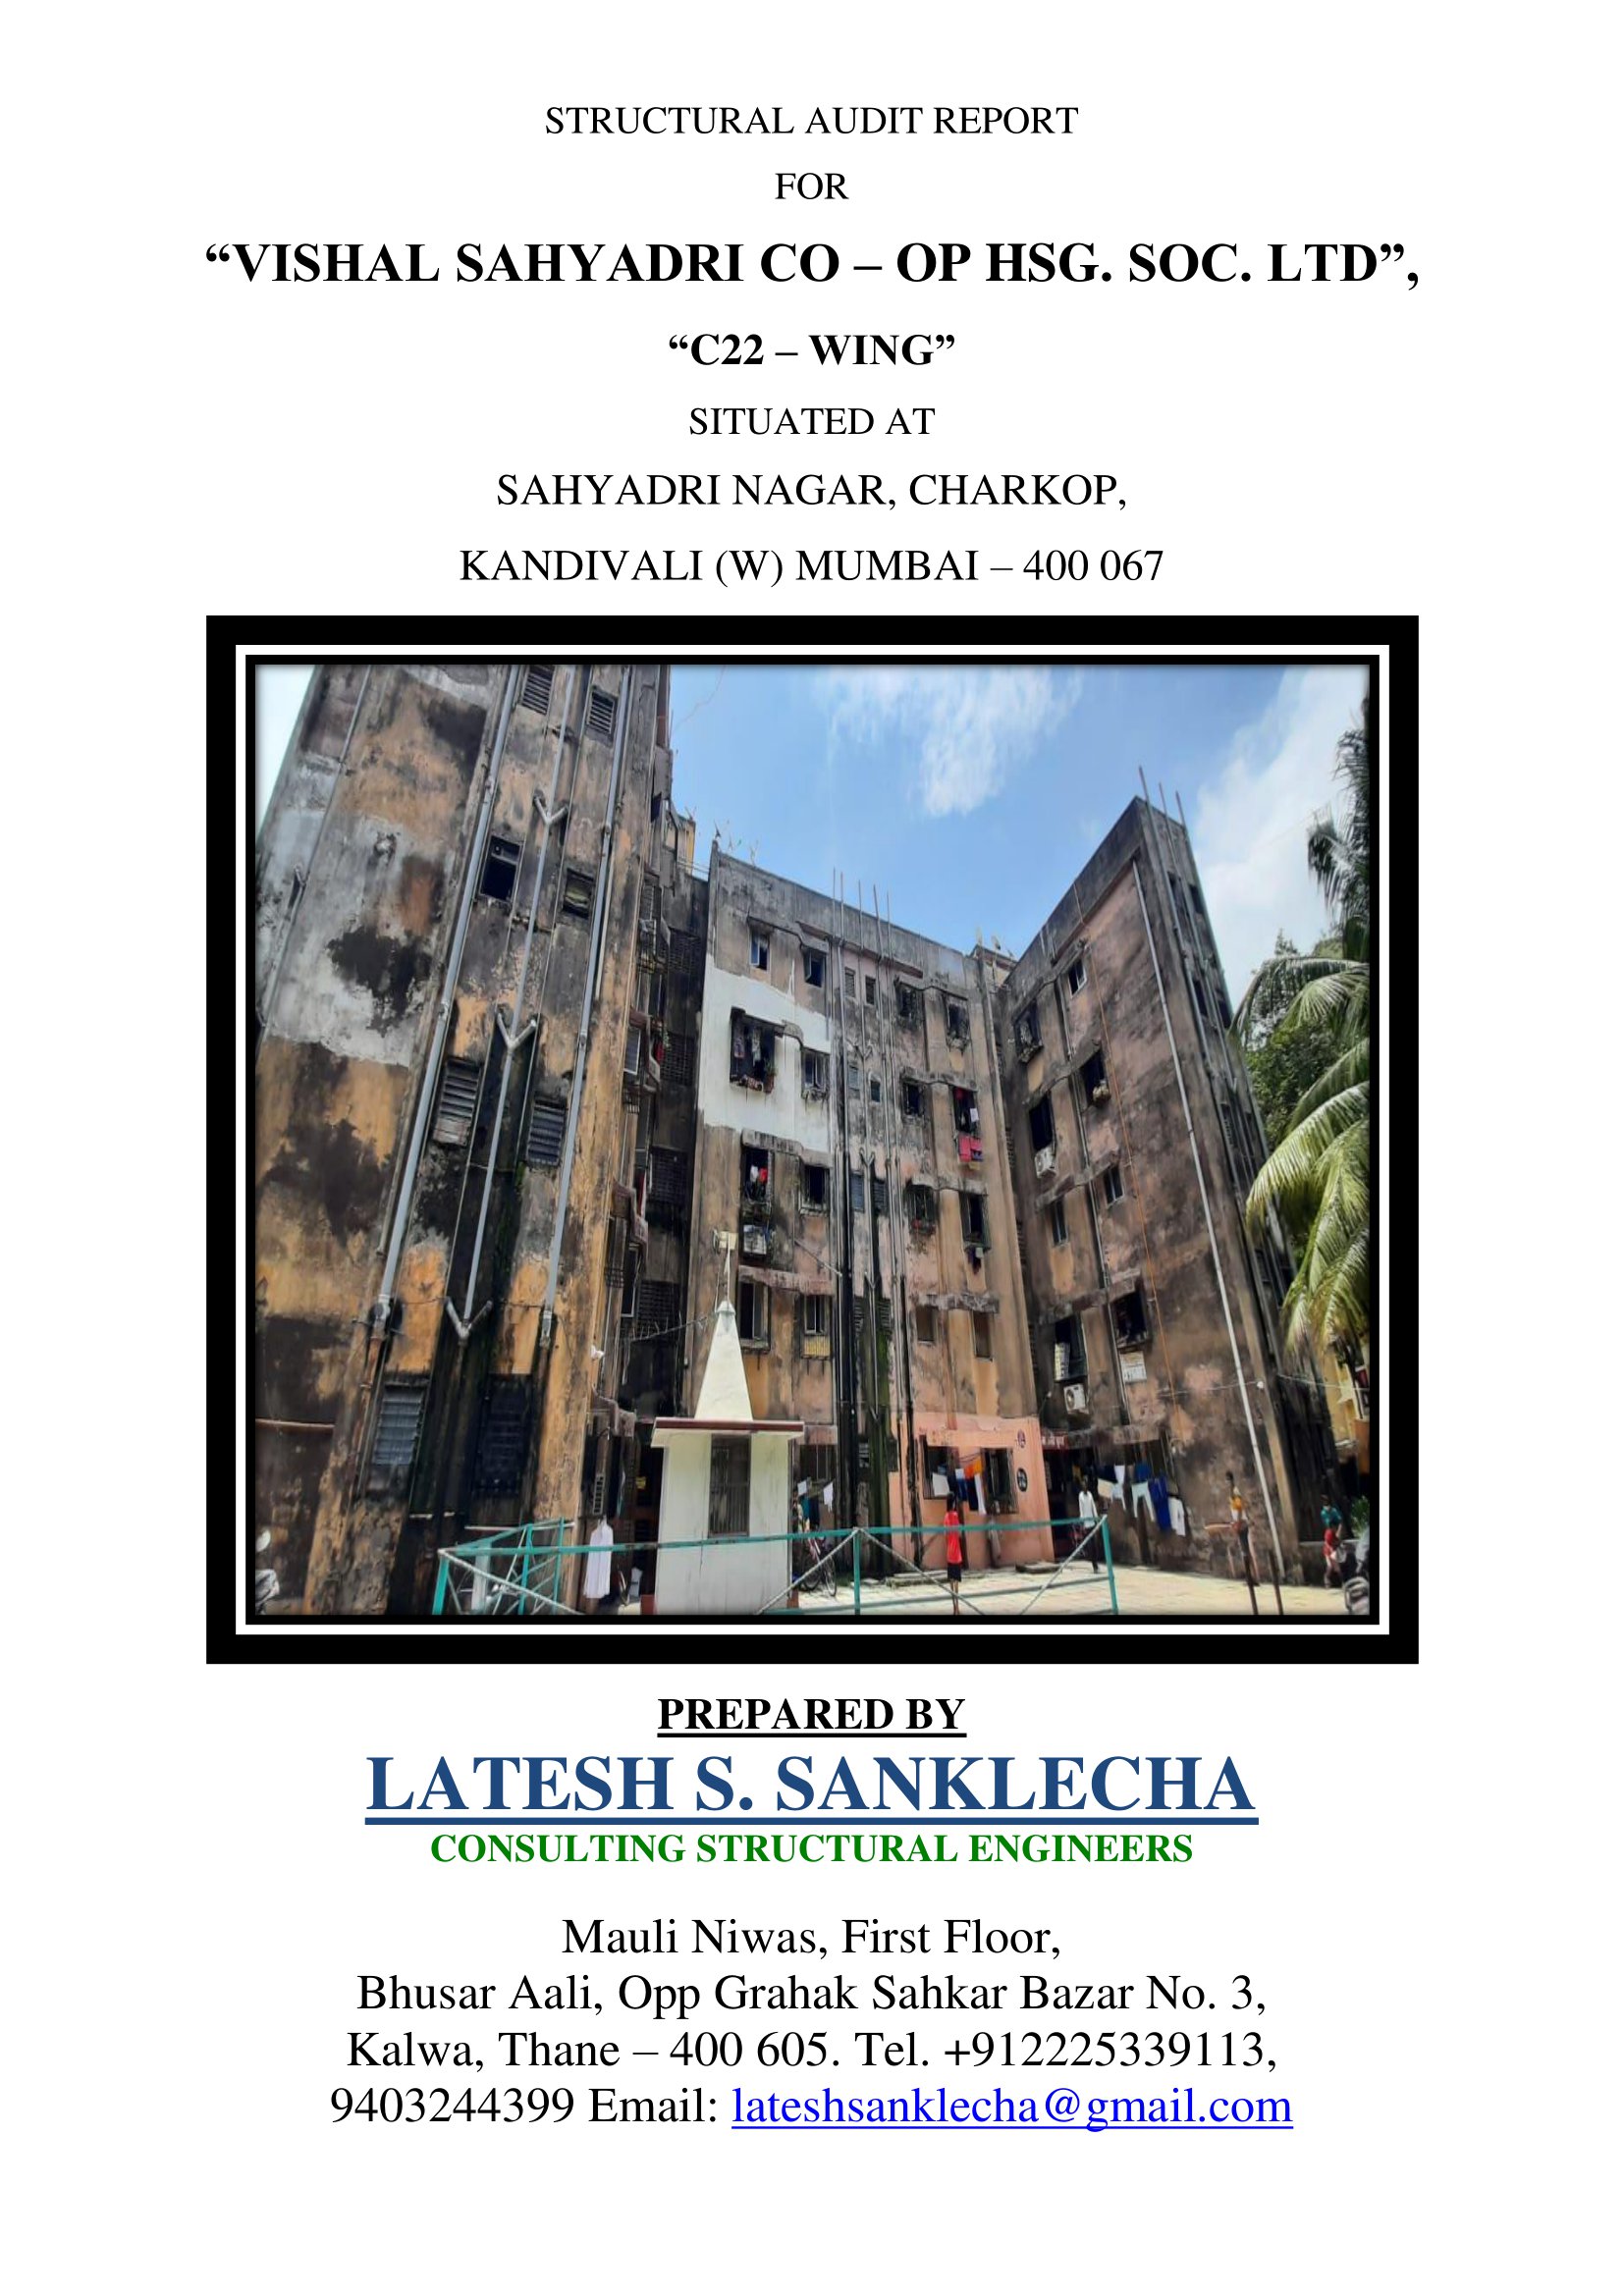 STRUCTURAL AUDIT REPORT
FOR
“VISHAL SAHYADRI CO – OP HSG. SOC. LTD”,
“C22 – WING”
SITUATED AT
SAHYADRI NAGAR, CHARKOP,
KANDIVALI (W) MUMBAI – 400 067
PREPARED BY
LATESH S. SANKLECHA
CONSULTING STRUCTURAL ENGINEERS
Mauli Niwas, First Floor,
Bhusar Aali, Opp Grahak Sahkar Bazar No. 3,
Kalwa, Thane – 400 605. Tel. +912225339113,
9403244399 Email: lateshsanklecha@gmail.com